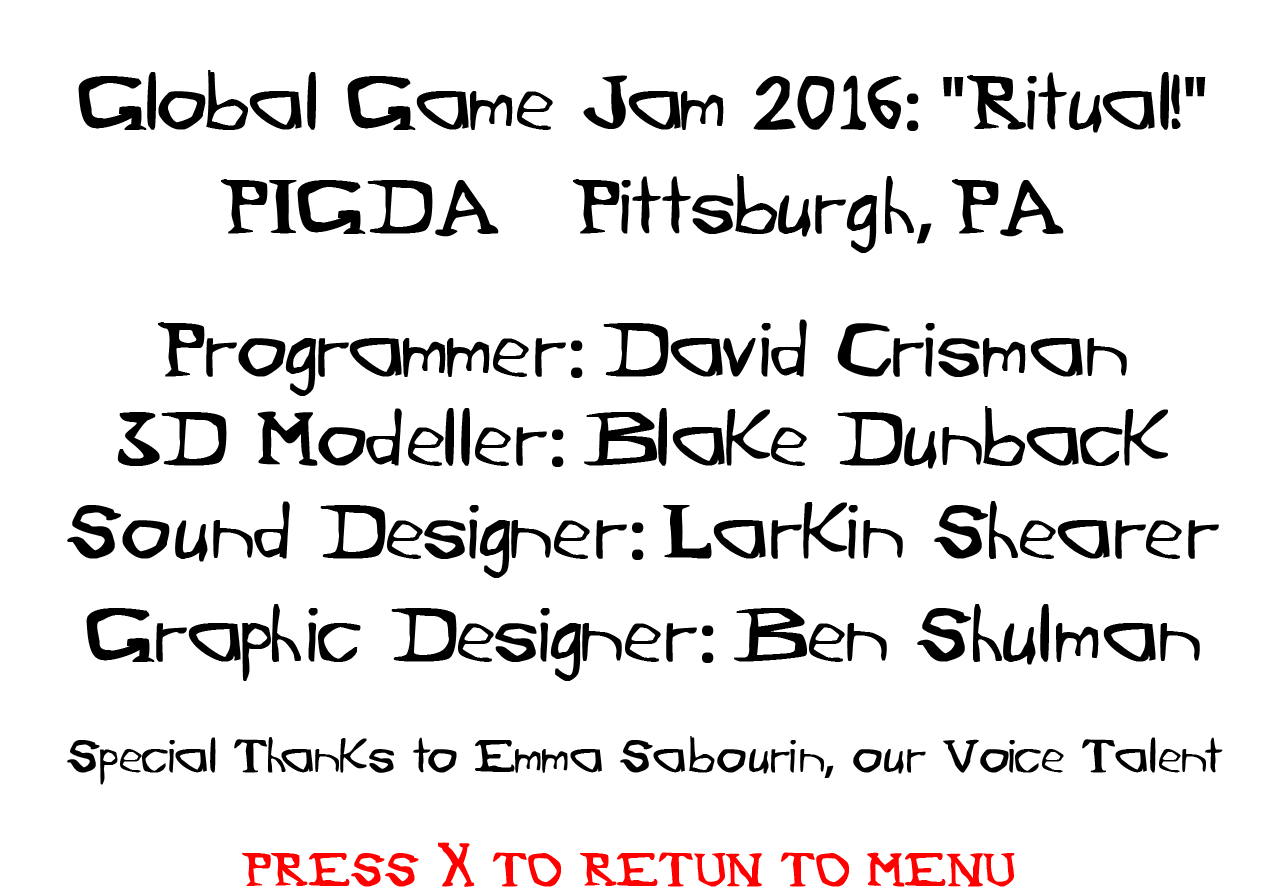 Global Game Jam 2016: "Ritual!"
PIGDA Pittsburgh, PA
Programmer: David Crisman
3D Modeller: Blake Dunback
Sound Designer: Larkin Shearer
Graphic Designer: Ben Shulman
Special Thanks to Emma Sabourin, our Voice Talent
PRESS X TO RETUN TO MENU